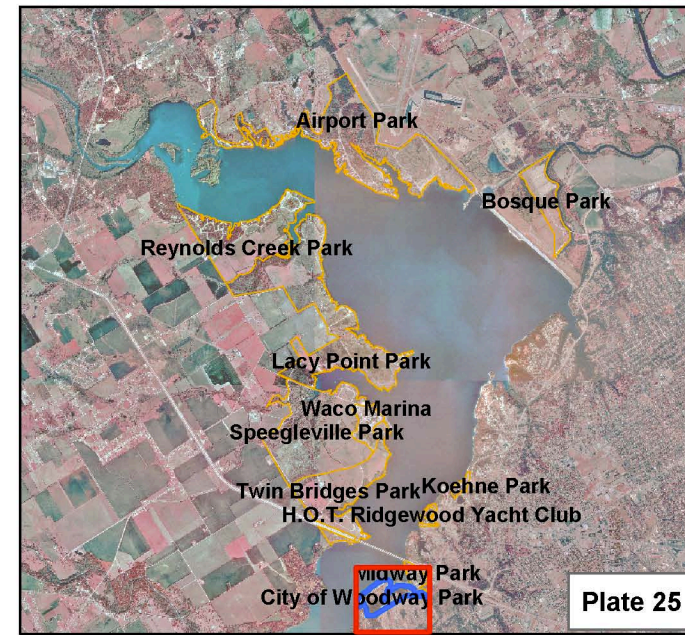 Airport Park
Bosque Park
Reynolds Creek Park
Lacy Point Park
Waco Marina
Speegleville Park
Twin Bridges Park
Koehne Park
H.O.T. Ridgewood Yacht Club
Midway Park
City of Woodway Park
Plate 25